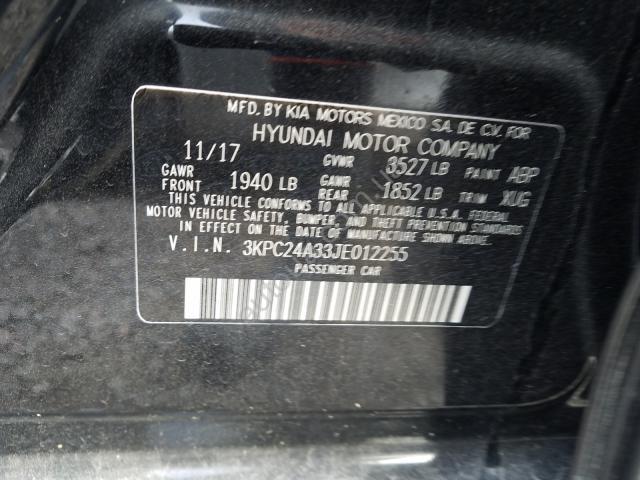 MFD. BY KIA MOTORS MEXICO S.A. DE C.V. FOR
HYUNDAI MOTOR COMPANY
11/17 GVWR 3527 LB PAINT ABP
GAWR FRONT 1940 LB GAWR REAR 1852 LB TRIM XUG
THIS VEHICLE CONFORMS TO ALL APPLICABLE U.S.A. FEDERAL
MOTOR VEHICLE SAFETY, BUMPER, AND THEFT PREVENTION STANDARDS
IN EFFECT ON THE DATE OF MANUFACTURE SHOWN ABOVE.
V.I.N. 3KPC24A33JE012255
PASSENGER CAR